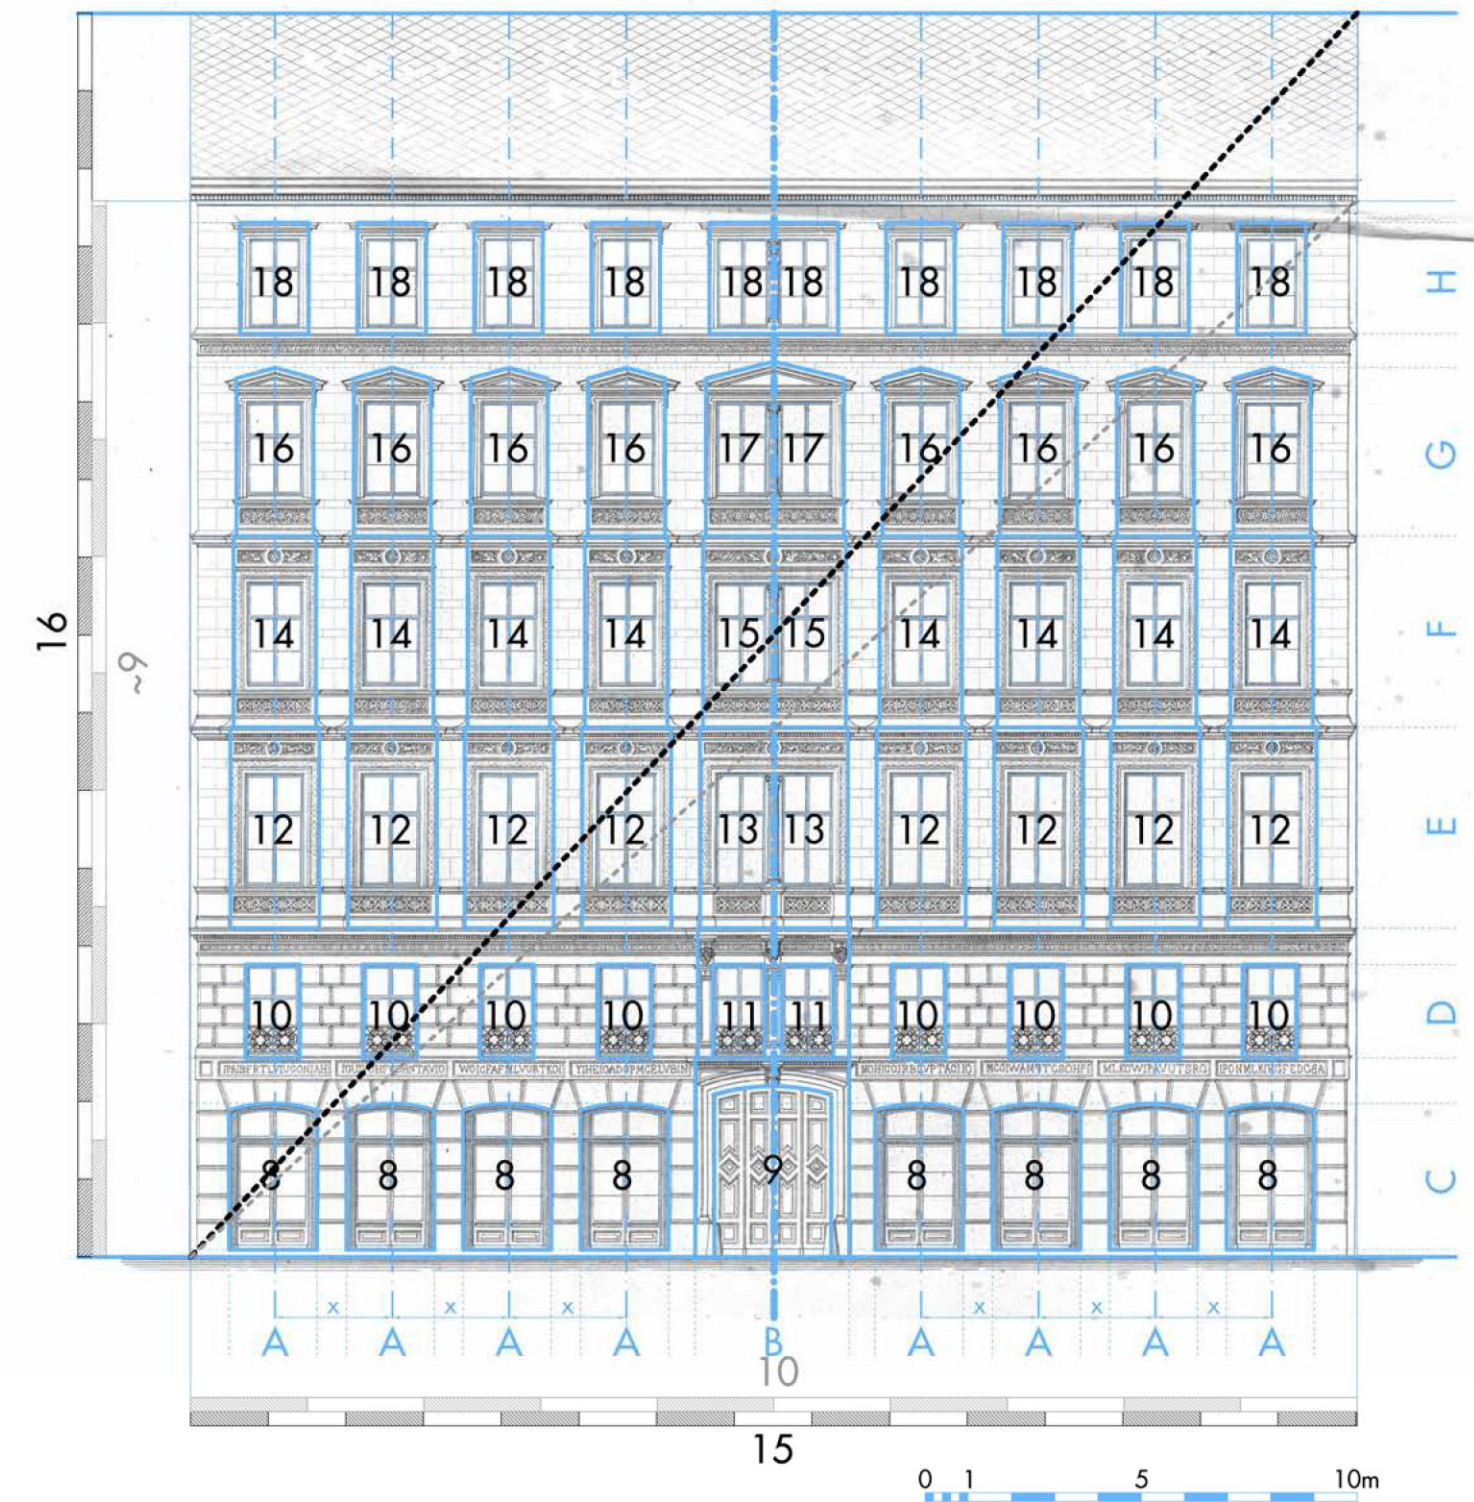 18 18 18 18 18 18 18 18 18 18 H
16 16 16 16 17 17 16 16 16 16 G
16
~9
14 14 14 14 15 15 14 14 14 14 F
12 12 12 12 13 13 12 12 12 12 E
10 10 10 10 11 11 10 10 10 10 D
8 8 8 8 9 8 8 8 8 C
x x x x x x
A A A A B A A A A
10
15
0 1 5 10m